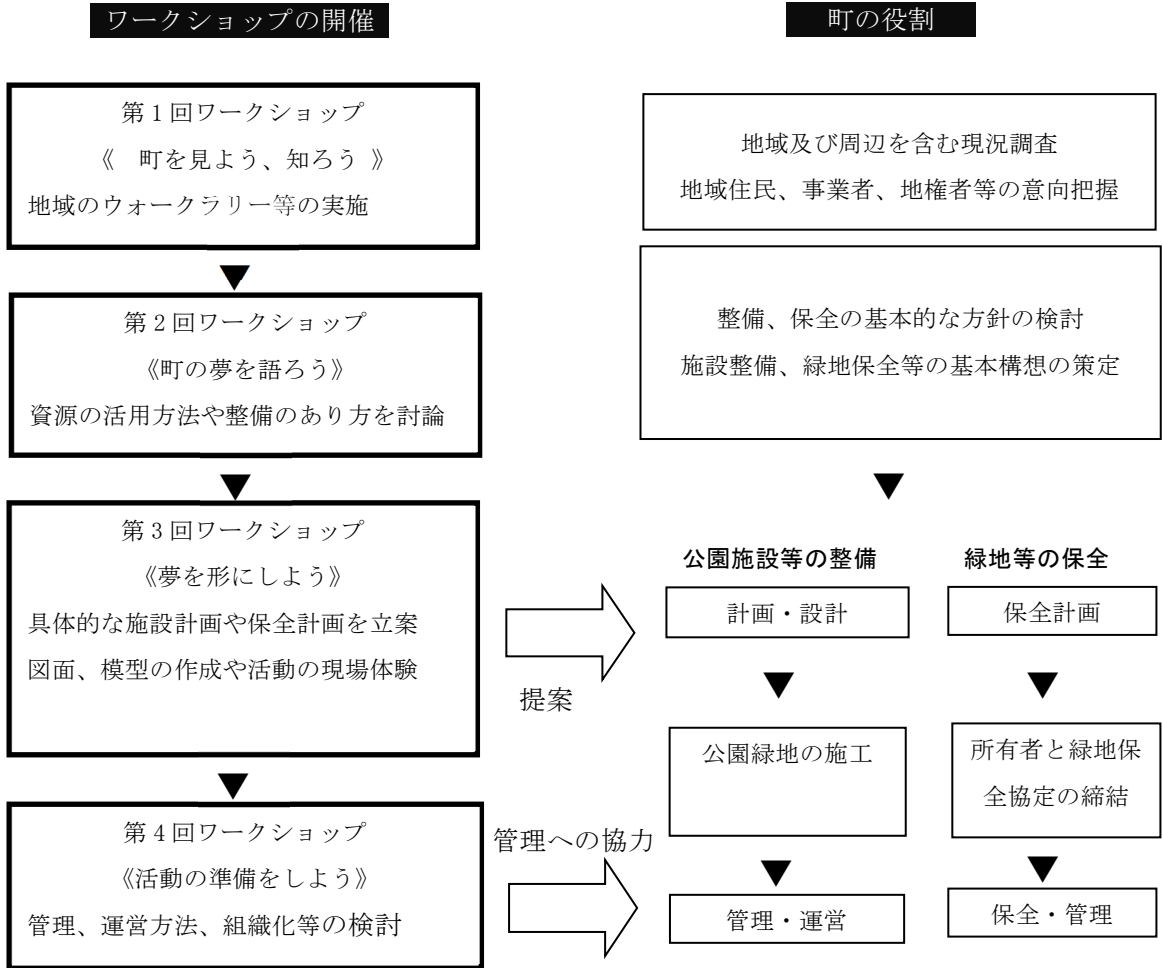 ワークショップの開催
第1回ワークショップ
《　町を見よう、知ろう 》
地域のウォークラリー等の実施
第2回ワークショップ
《町の夢を語ろう》
資源の活用方法や整備のあり方を討論
第3回ワークショップ
《夢を形にしよう》
具体的な施設計画や保全計画を立案
図面、模型の作成や活動の現場体験
第4回ワークショップ
《活動の準備をしよう》
管理、運営方法、組織化等の検討
提案
管理への協力
町の役割
地域及び周辺を含む現況調査
地域住民、事業者、地権者等の意向把握
整備、保全の基本的な方針の検討
施設整備、緑地保全等の基本構想の策定
公園施設等の整備
計画・設計
公園緑地の施工
管理・運営
緑地等の保全
保全計画
所有者と緑地保
全協定の締結
保全・管理